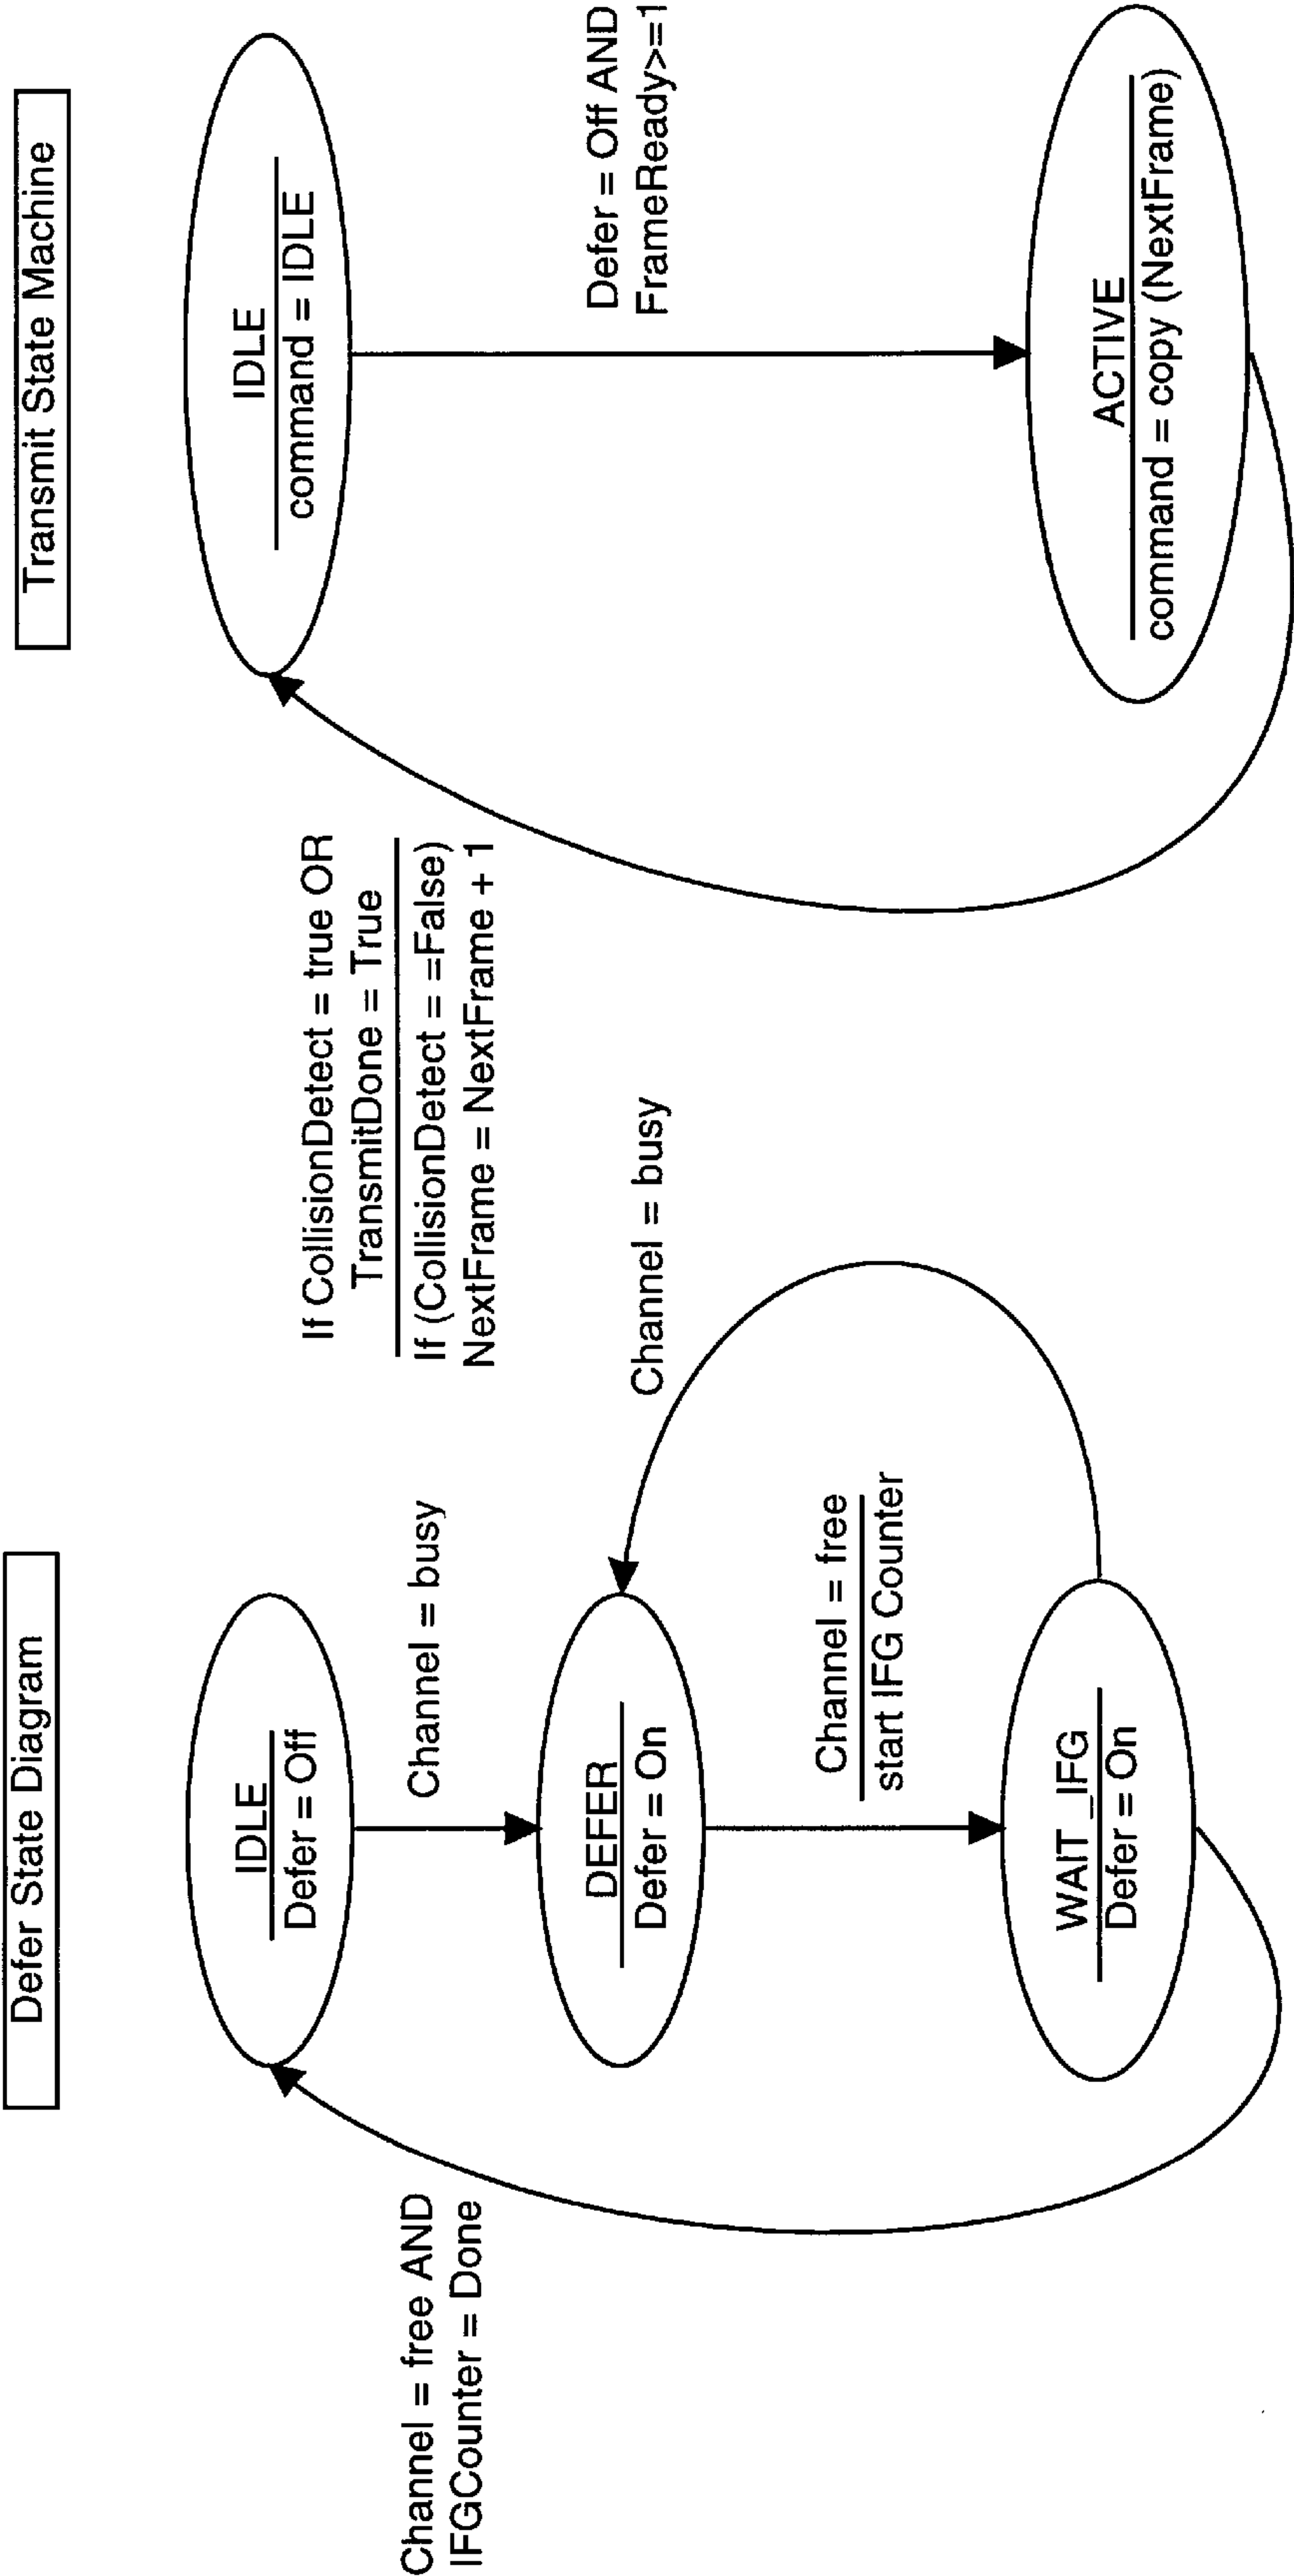 Defer State Diagram
IDLE
Defer = Off
Channel = busy
DEFER
Defer = On
Channel = free
start IFG Counter
WAIT_IFG
Defer = On
Channel = busy
Channel = free AND
IFGCounter = Done
Transmit State Machine
IDLE
command = IDLE
Defer = Off AND
FrameReady>=1
ACTIVE
command = copy (NextFrame)
If CollisionDetect = true OR
TransmitDone = True
If (CollisionDetect = =False)
NextFrame = NextFrame + 1